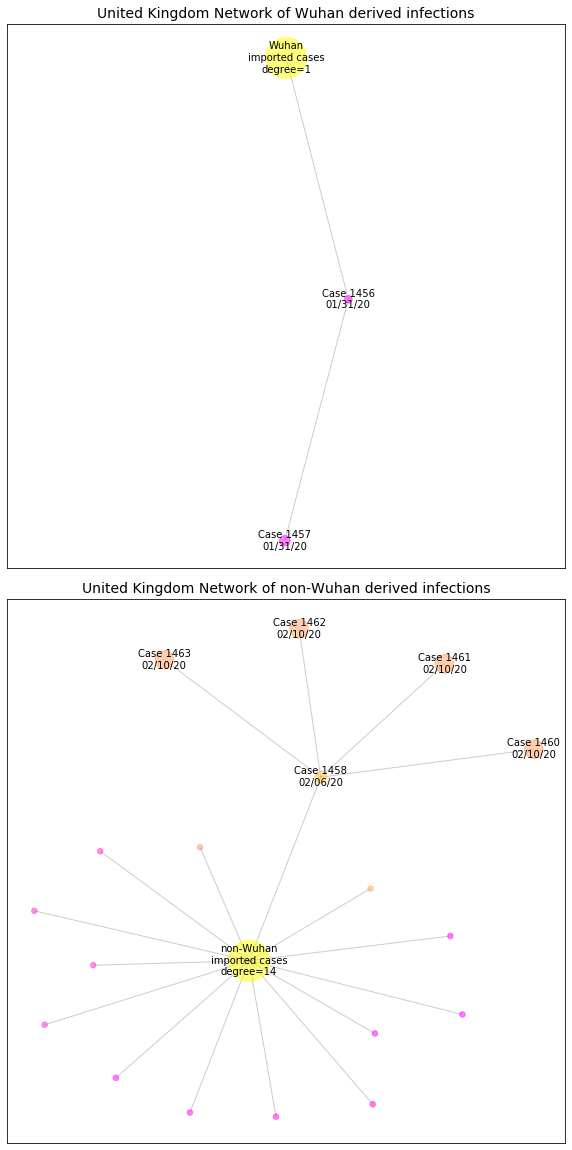 United Kingdom Network of Wuhan derived infections
Wuhan
imported cases
degree=1
Case 1456
01/31/20
Case 1457
01/31/20
United Kingdom Network of non-Wuhan derived infections
Case 1462
02/10/20
Case 1463
02/10/20
Case 1461
02/10/20
Case 1460
02/10/20
Case 1458
02/06/20
non-Wuhan
imported cases
degree=14